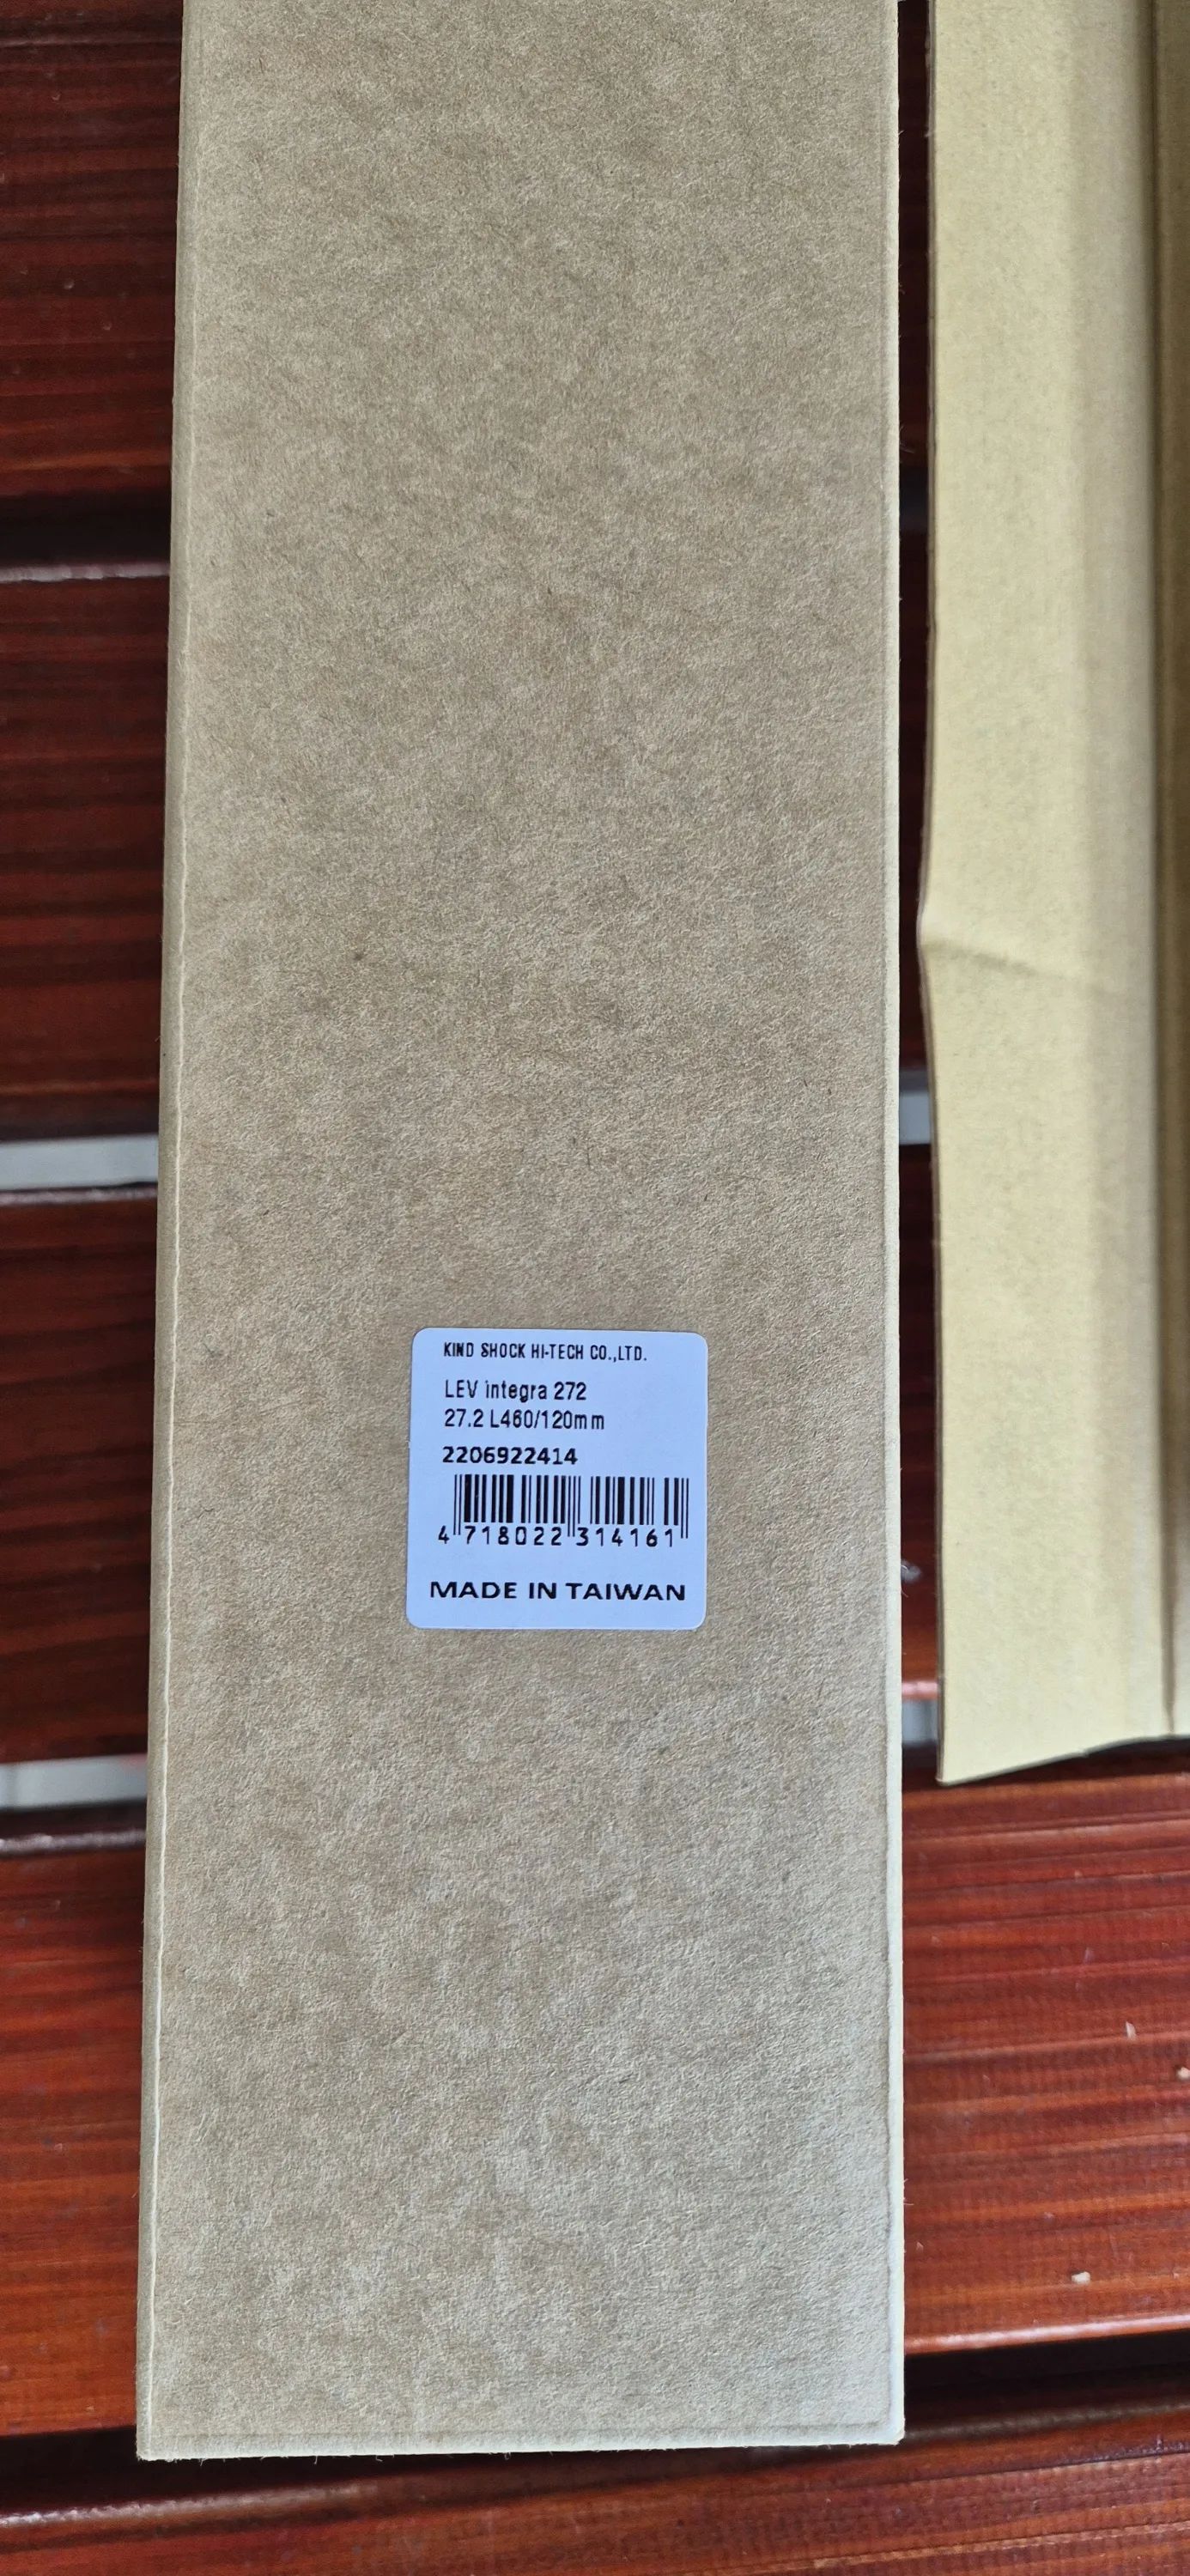 KIND SHOCK HI-TECH CO.,LTD.
LEV integra 272
27.2 L460/120mm
2206922414
4 718022 314161
MADE IN TAIWAN